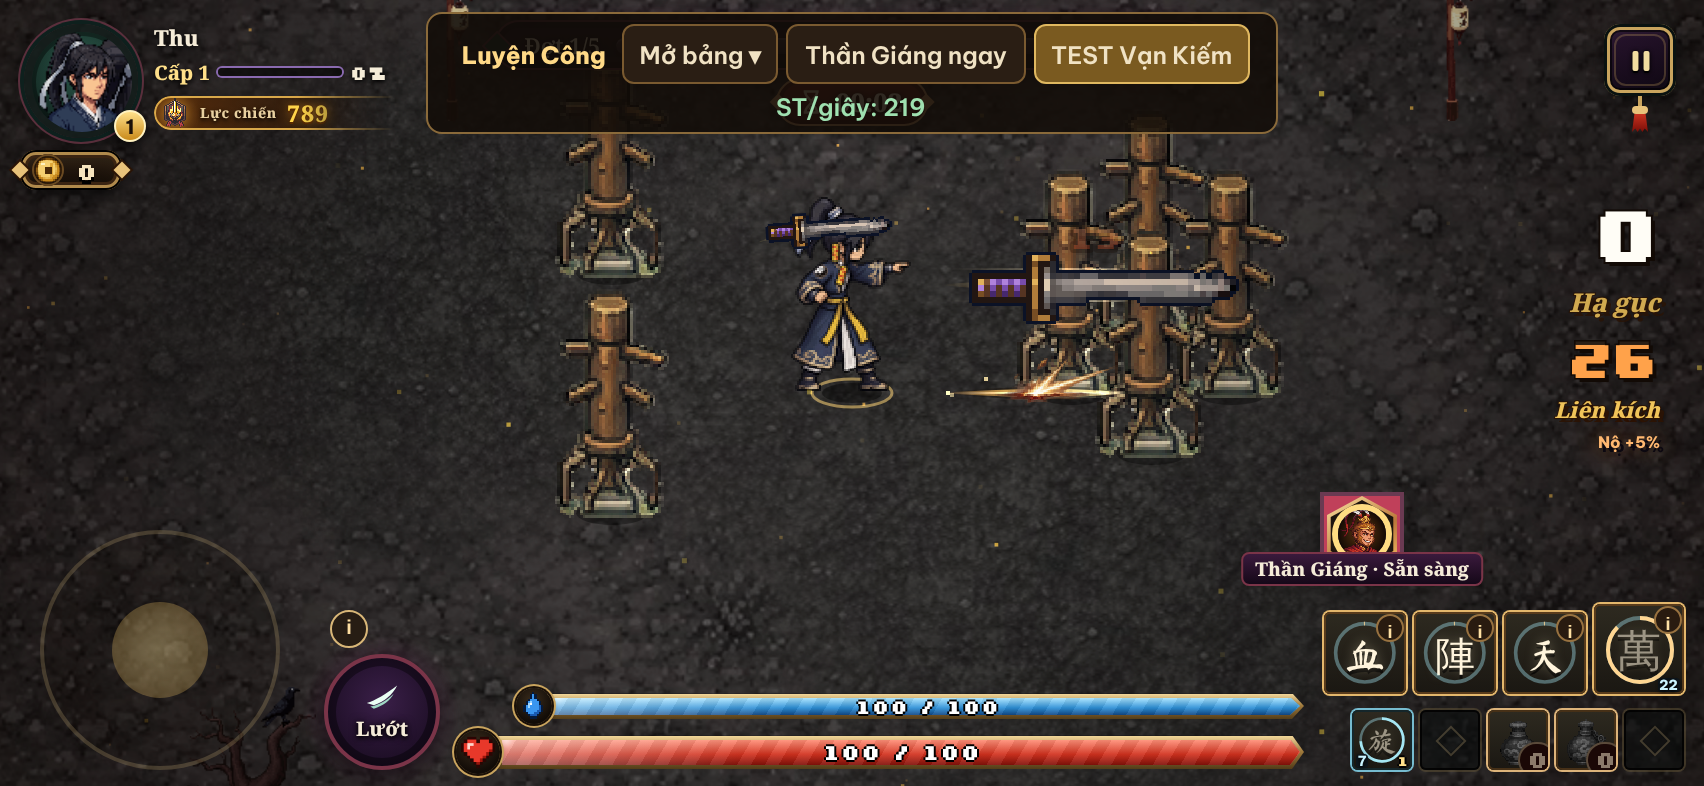 Thu
Cấp 1
Lực chiến 789
1
0
Luyện Công
Mở bảng ▾
Thần Giáng ngay
TEST Vạn Kiếm
ST/giây: 219
0
Hạ gục
26
Liên kích
Nộ +5%
Thần Giáng · Sẵn sàng
i
Lướt
100 / 100
100 / 100
血 i
陣 i
天 i
萬 i 22
旋 7 1
0
0